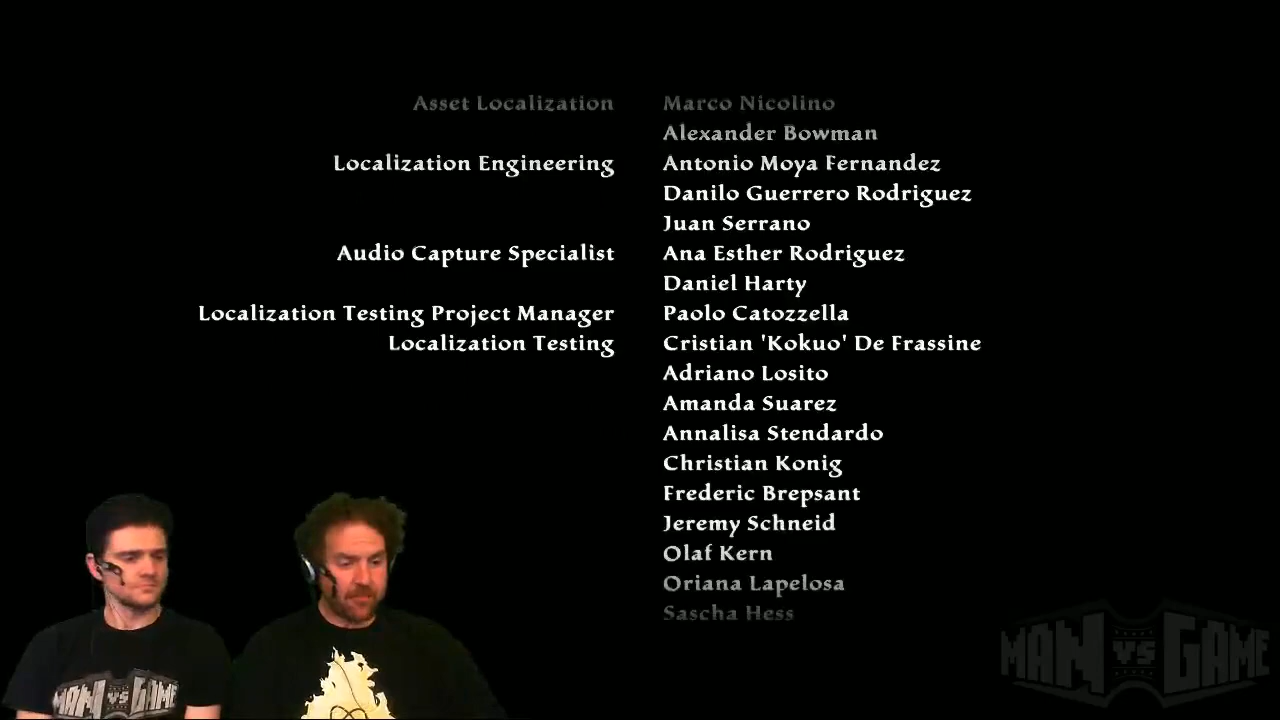 Asset Localization Marco Nicolino
Alexander Bowman
Localization Engineering Antonio Moya Fernandez
Danilo Guerrero Rodriguez
Juan Serrano
Audio Capture Specialist Ana Esther Rodriguez
Daniel Harty
Localization Testing Project Manager Paolo Catozzella
Localization Testing Cristian 'Kokuo' De Frassine
Adriano Losito
Amanda Suarez
Annalisa Stendardo
Christian Konig
Frederic Brepsant
Jeremy Schneid
Olaf Kern
Oriana Lapelosa
Sascha Hess
MAN VS GAME
MAN VS GAME